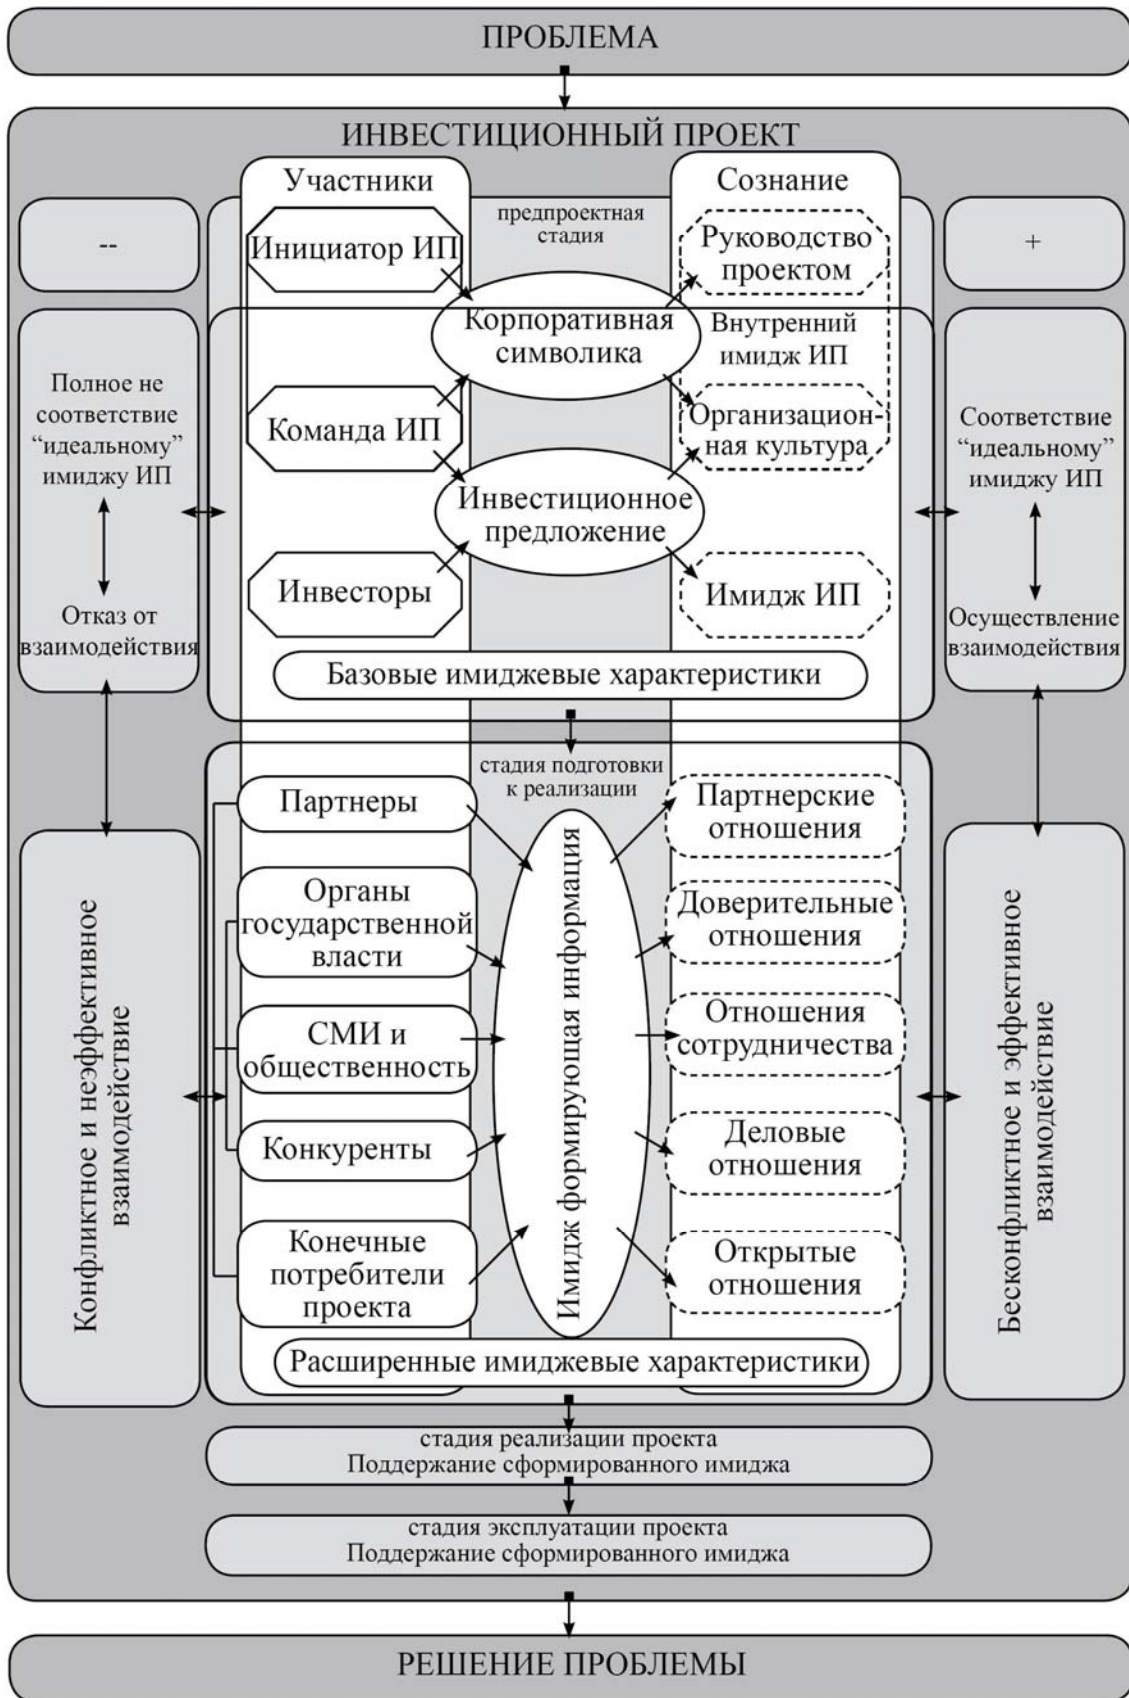 ПРОБЛЕМА
ИНВЕСТИЦИОННЫЙ ПРОЕКТ
Участники
Сознание
--
предпроектная
стадия
+
Инициатор ИП
Руководство
проектом
Корпоративная
символика
Внутренний
имидж ИП
Полное не
соответствие
“идеальному”
имиджу ИП
Команда ИП
Организацион-
ная культура
Соответствие
“идеальному”
имиджу ИП
Инвестиционное
предложение
Отказ от
взаимодействия
Инвесторы
Имидж ИП
Осуществление
взаимодействия
Базовые имиджевые характеристики
стадия подготовки
к реализации
Партнеры
Партнерские
отношения
Органы
государственной
власти
Доверительные
отношения
СМИ и
общественность
Отношения
сотрудничества
Конкуренты
Деловые
отношения
Конечные
потребители
проекта
Открытые
отношения
Имидж формирующая информация
Конфликтное и неэффективное
взаимодействие
Бесконфликтное и эффективное
взаимодействие
Расширенные имиджевые характеристики
стадия реализации проекта
Поддержание сформированного имиджа
стадия эксплуатации проекта
Поддержание сформированного имиджа
РЕШЕНИЕ ПРОБЛЕМЫ